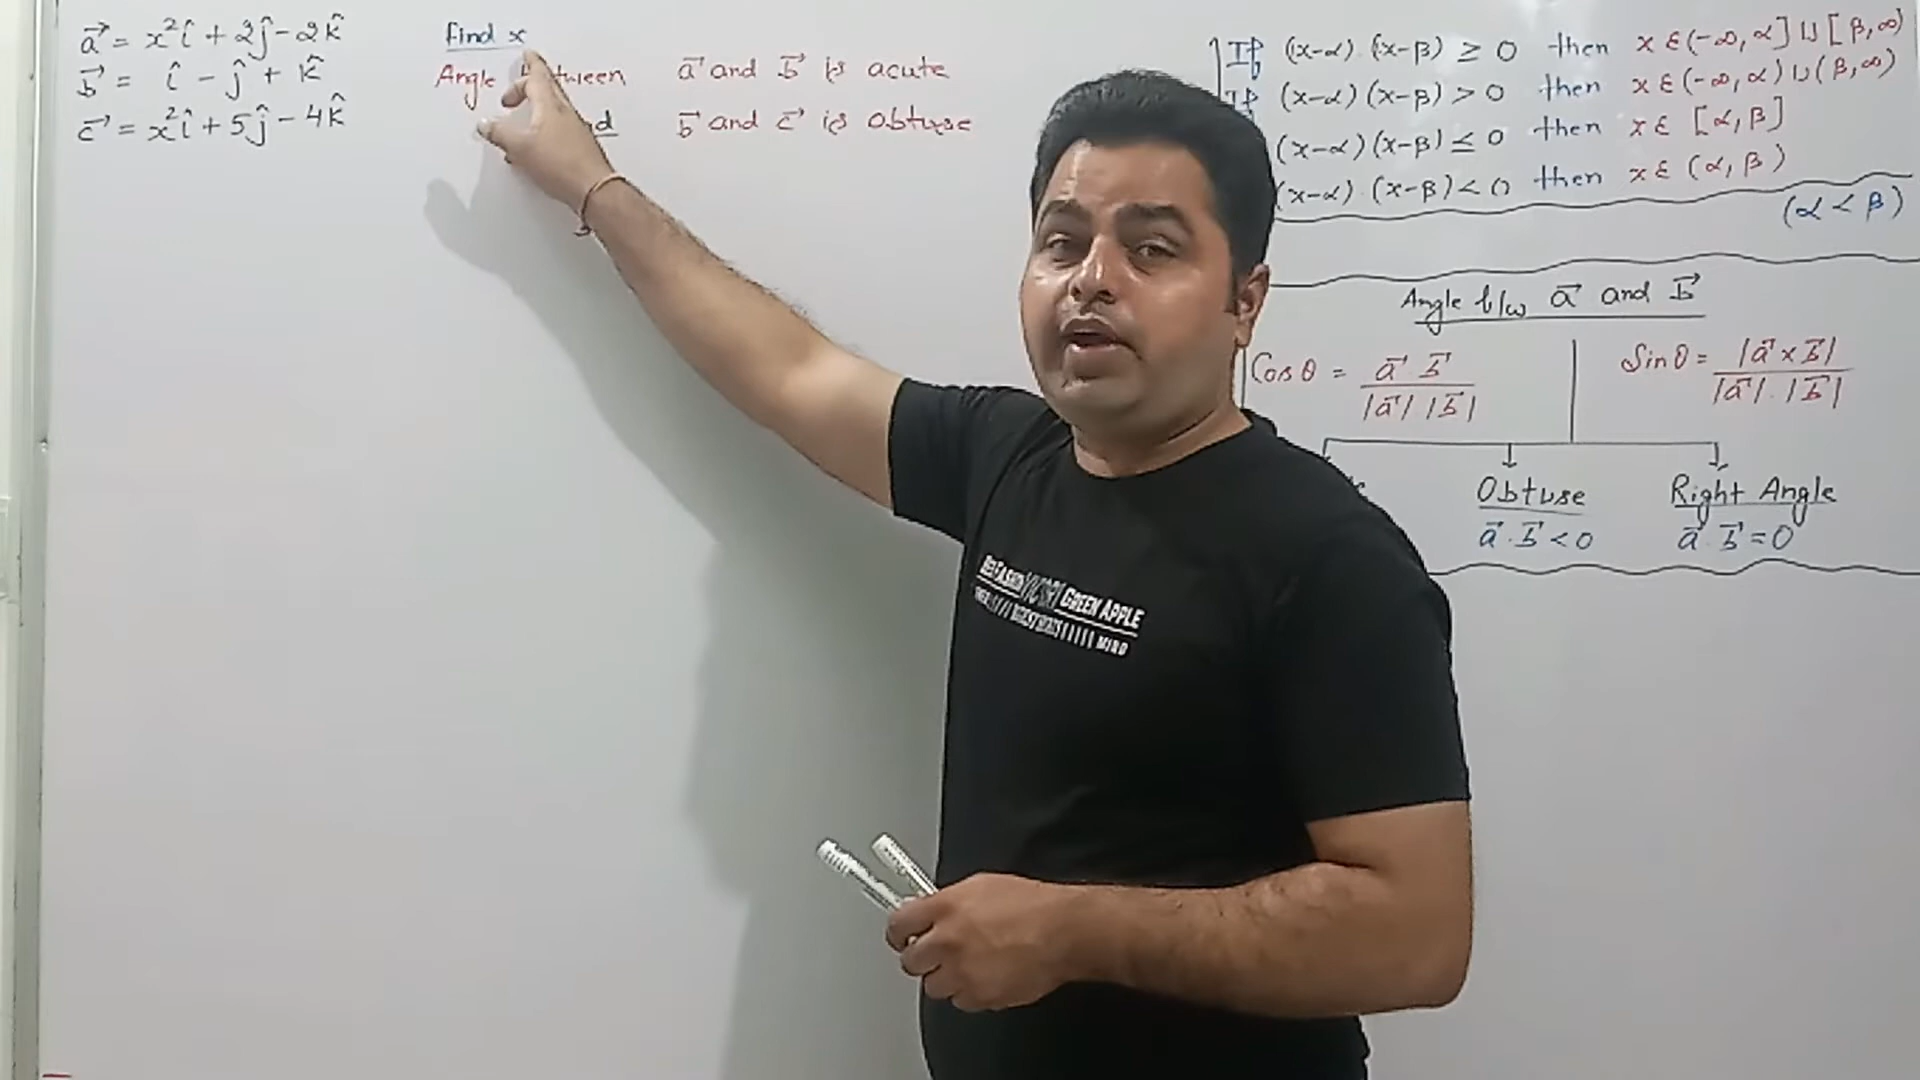 a⃗ = x²î + 2ĵ - 2k̂
b⃗ = î - ĵ + k̂
c⃗ = x²î + 5ĵ - 4k̂
find x
Angle a⃗ and b⃗ is acute
b⃗ and c⃗ is obtuse
If (x-α) (x-β) ≥ 0 then x ∈ (-∞, α] ∪ [β, ∞)
If (x-α) (x-β) > 0 then x ∈ (-∞, α) ∪ (β, ∞)
(x-α) (x-β) ≤ 0 then x ∈ [α, β]
(x-α) (x-β) < 0 then x ∈ (α, β)
(α < β)
Angle b/w a⃗ and b⃗
Cos θ = a⃗ b⃗ / |a⃗| |b⃗|
Sin θ = |a⃗ × b⃗| / |a⃗| . |b⃗|
Obtuse
a⃗ . b⃗ < 0
Right Angle
a⃗ . b⃗ = 0
GREEN APPLE